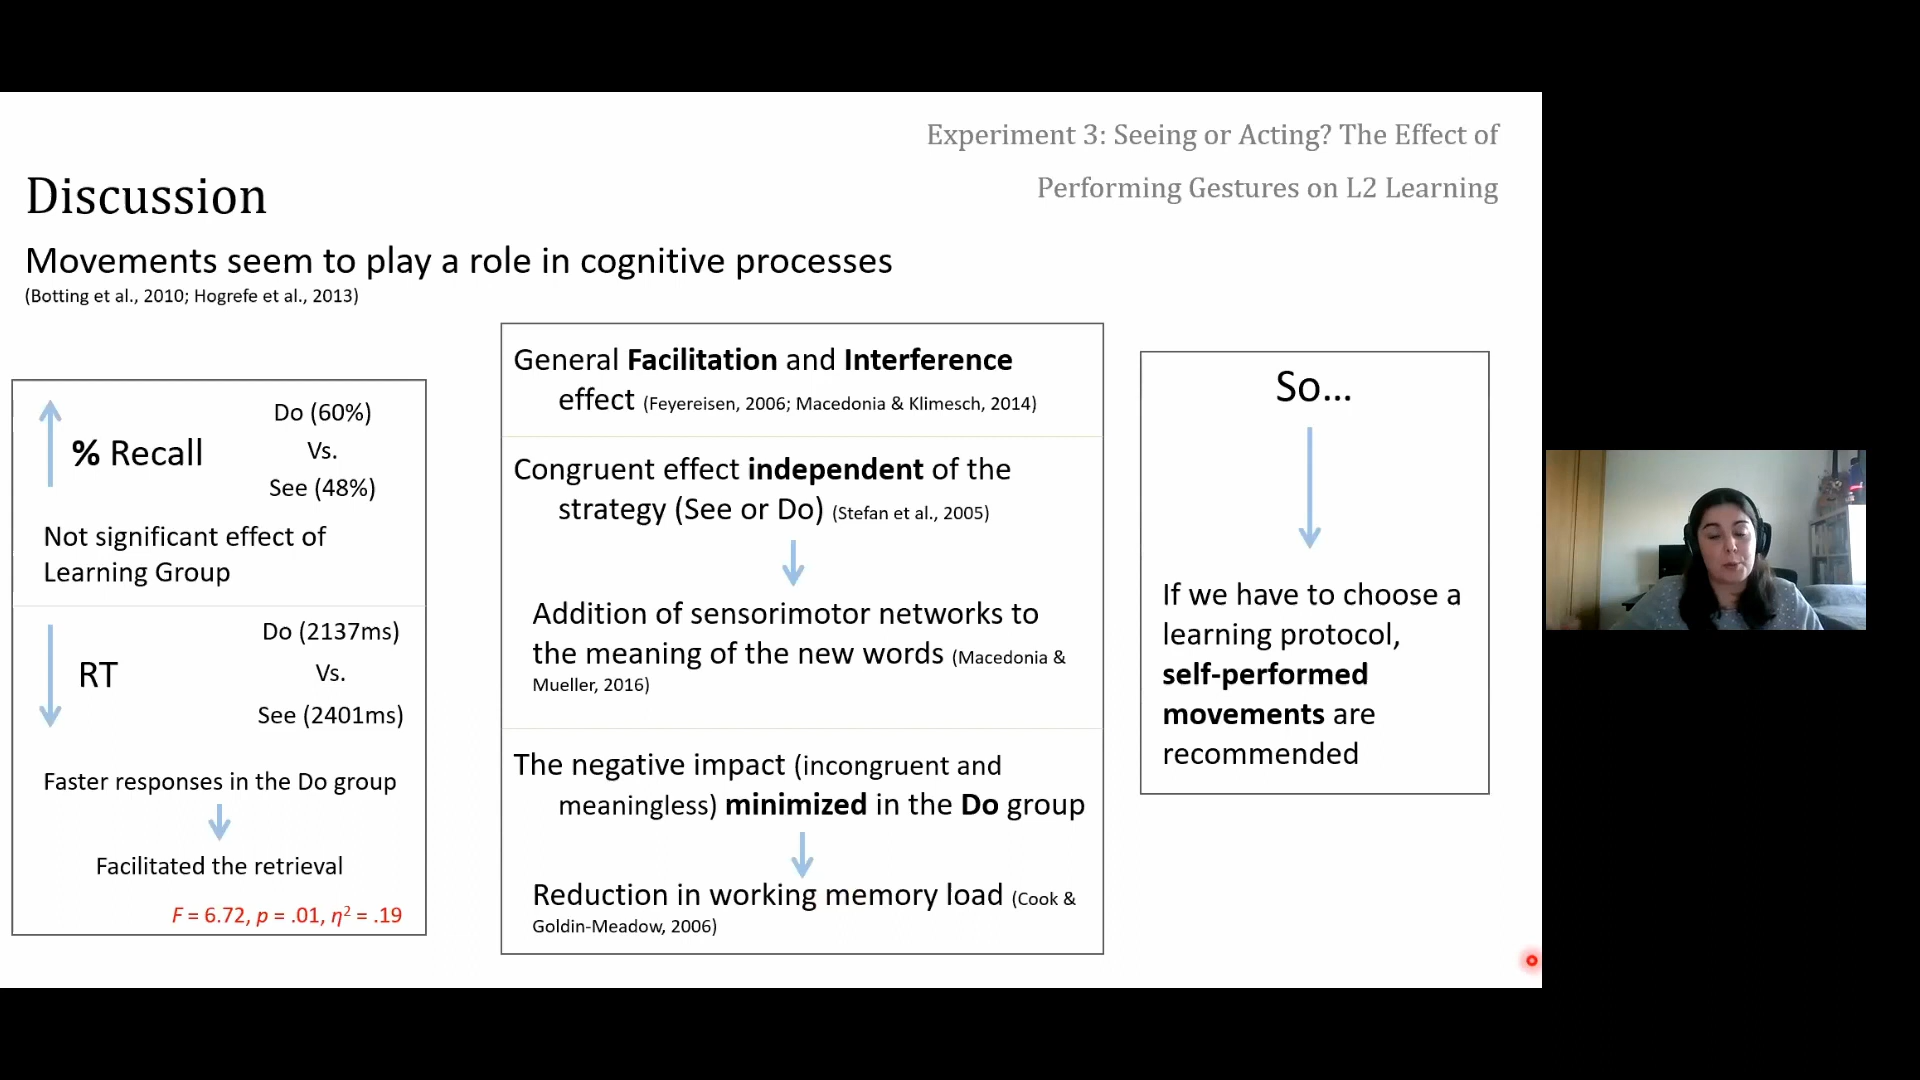 Experiment 3: Seeing or Acting? The Effect of
Performing Gestures on L2 Learning
Discussion
Movements seem to play a role in cognitive processes
(Botting et al., 2010; Hogrefe et al., 2013)
% Recall
Do (60%)
Vs.
See (48%)
Not significant effect of
Learning Group
RT
Do (2137ms)
Vs.
See (2401ms)
Faster responses in the Do group
Facilitated the retrieval
F = 6.72, p = .01, η² = .19
General Facilitation and Interference
effect (Feyereisen, 2006; Macedonia & Klimesch, 2014)
Congruent effect independent of the
strategy (See or Do) (Stefan et al., 2005)
Addition of sensorimotor networks to
the meaning of the new words (Macedonia &
Mueller, 2016)
The negative impact (incongruent and
meaningless) minimized in the Do group
Reduction in working memory load (Cook &
Goldin-Meadow, 2006)
So...
If we have to choose a
learning protocol,
self-performed
movements are
recommended